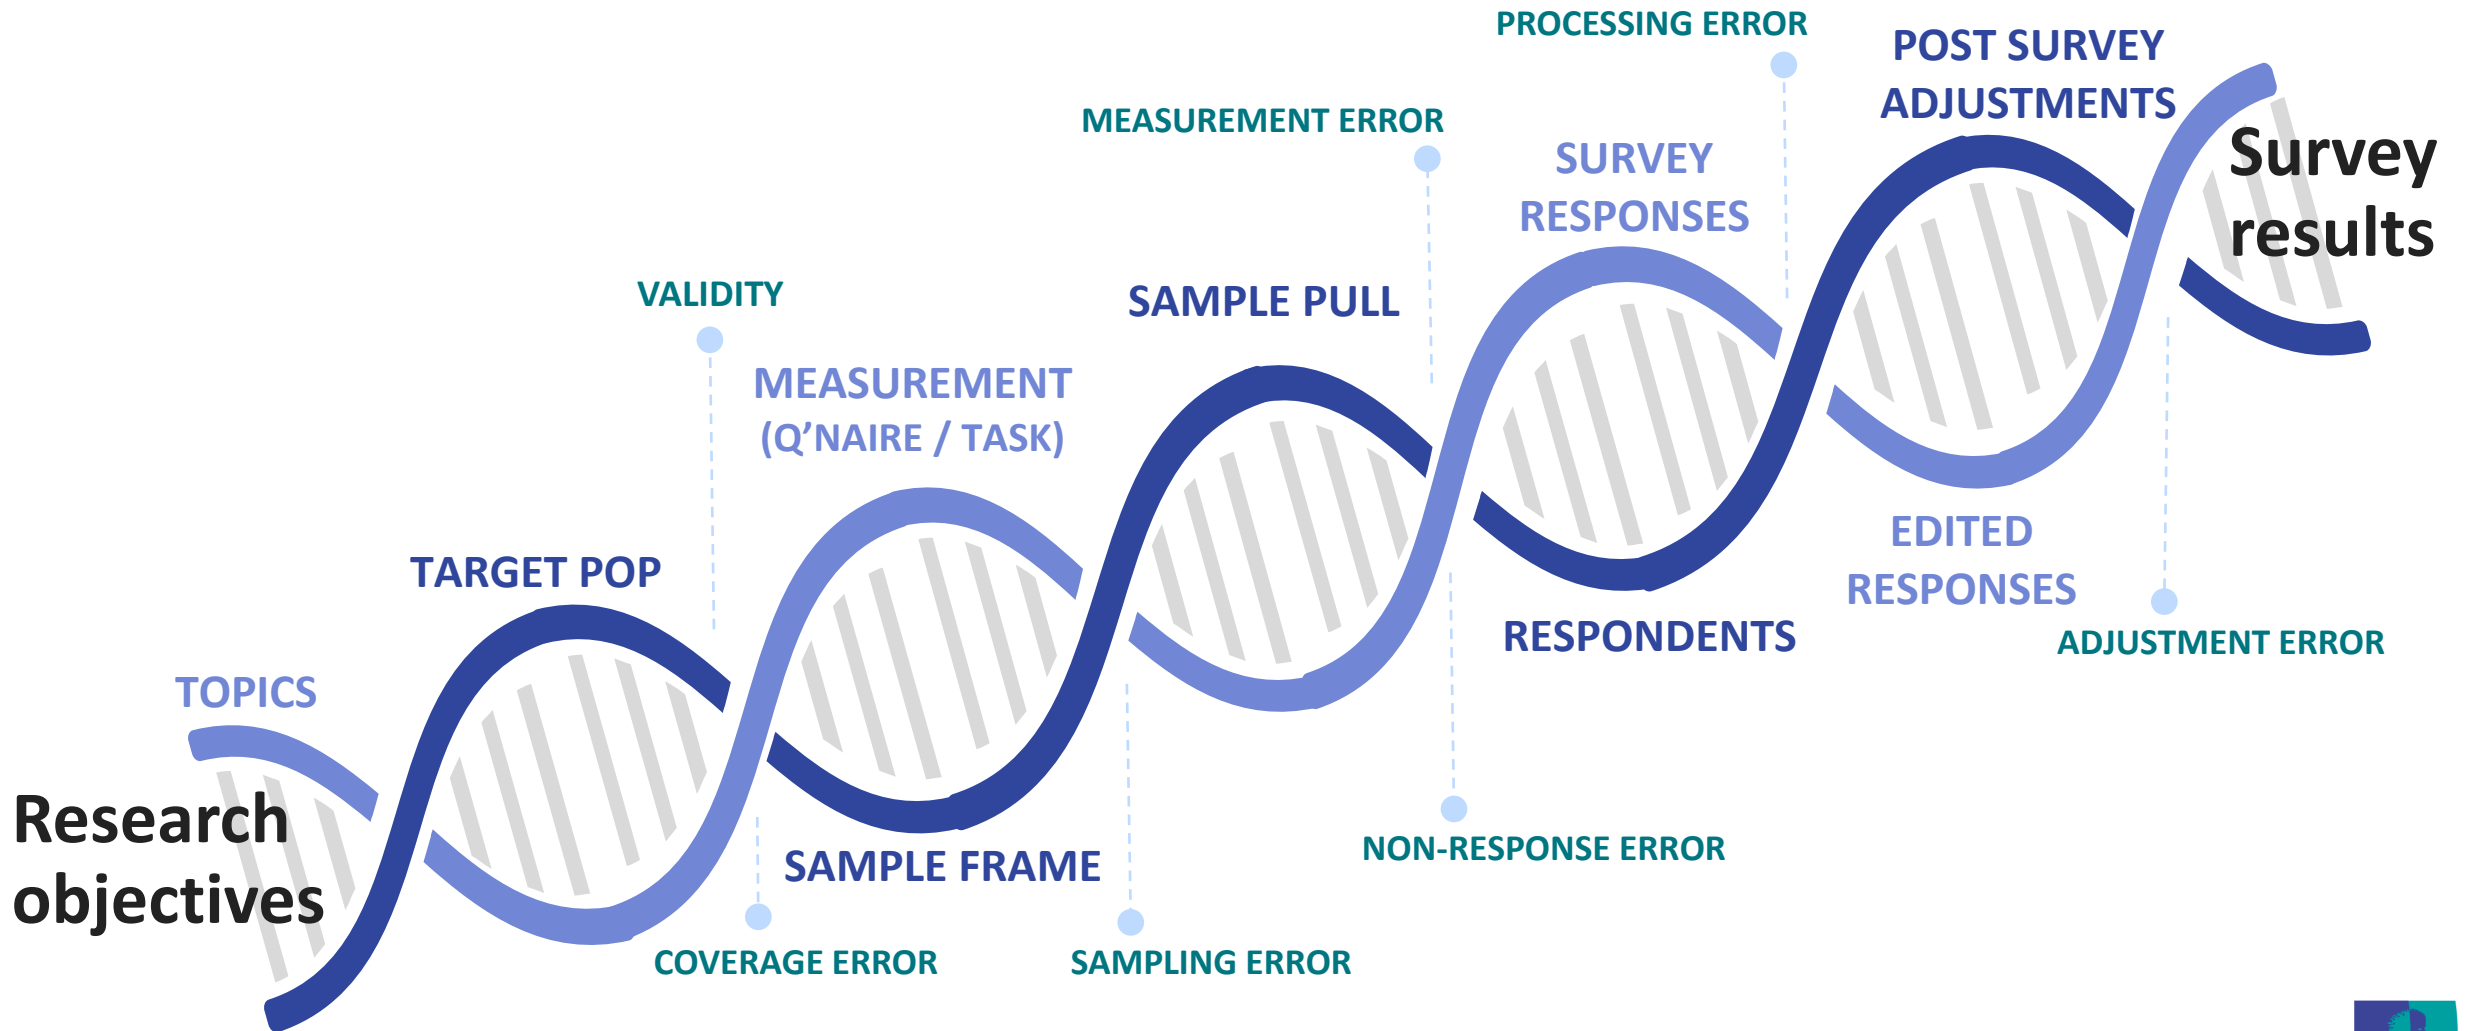 PROCESSING ERROR
POST SURVEY
ADJUSTMENTS
MEASUREMENT ERROR
SURVEY
RESPONSES
Survey
results
VALIDITY
SAMPLE PULL
MEASUREMENT
(Q’NAIRE / TASK)
TARGET POP
EDITED
RESPONSES
RESPONDENTS
ADJUSTMENT ERROR
TOPICS
Research
objectives
SAMPLE FRAME
NON-RESPONSE ERROR
COVERAGE ERROR
SAMPLING ERROR